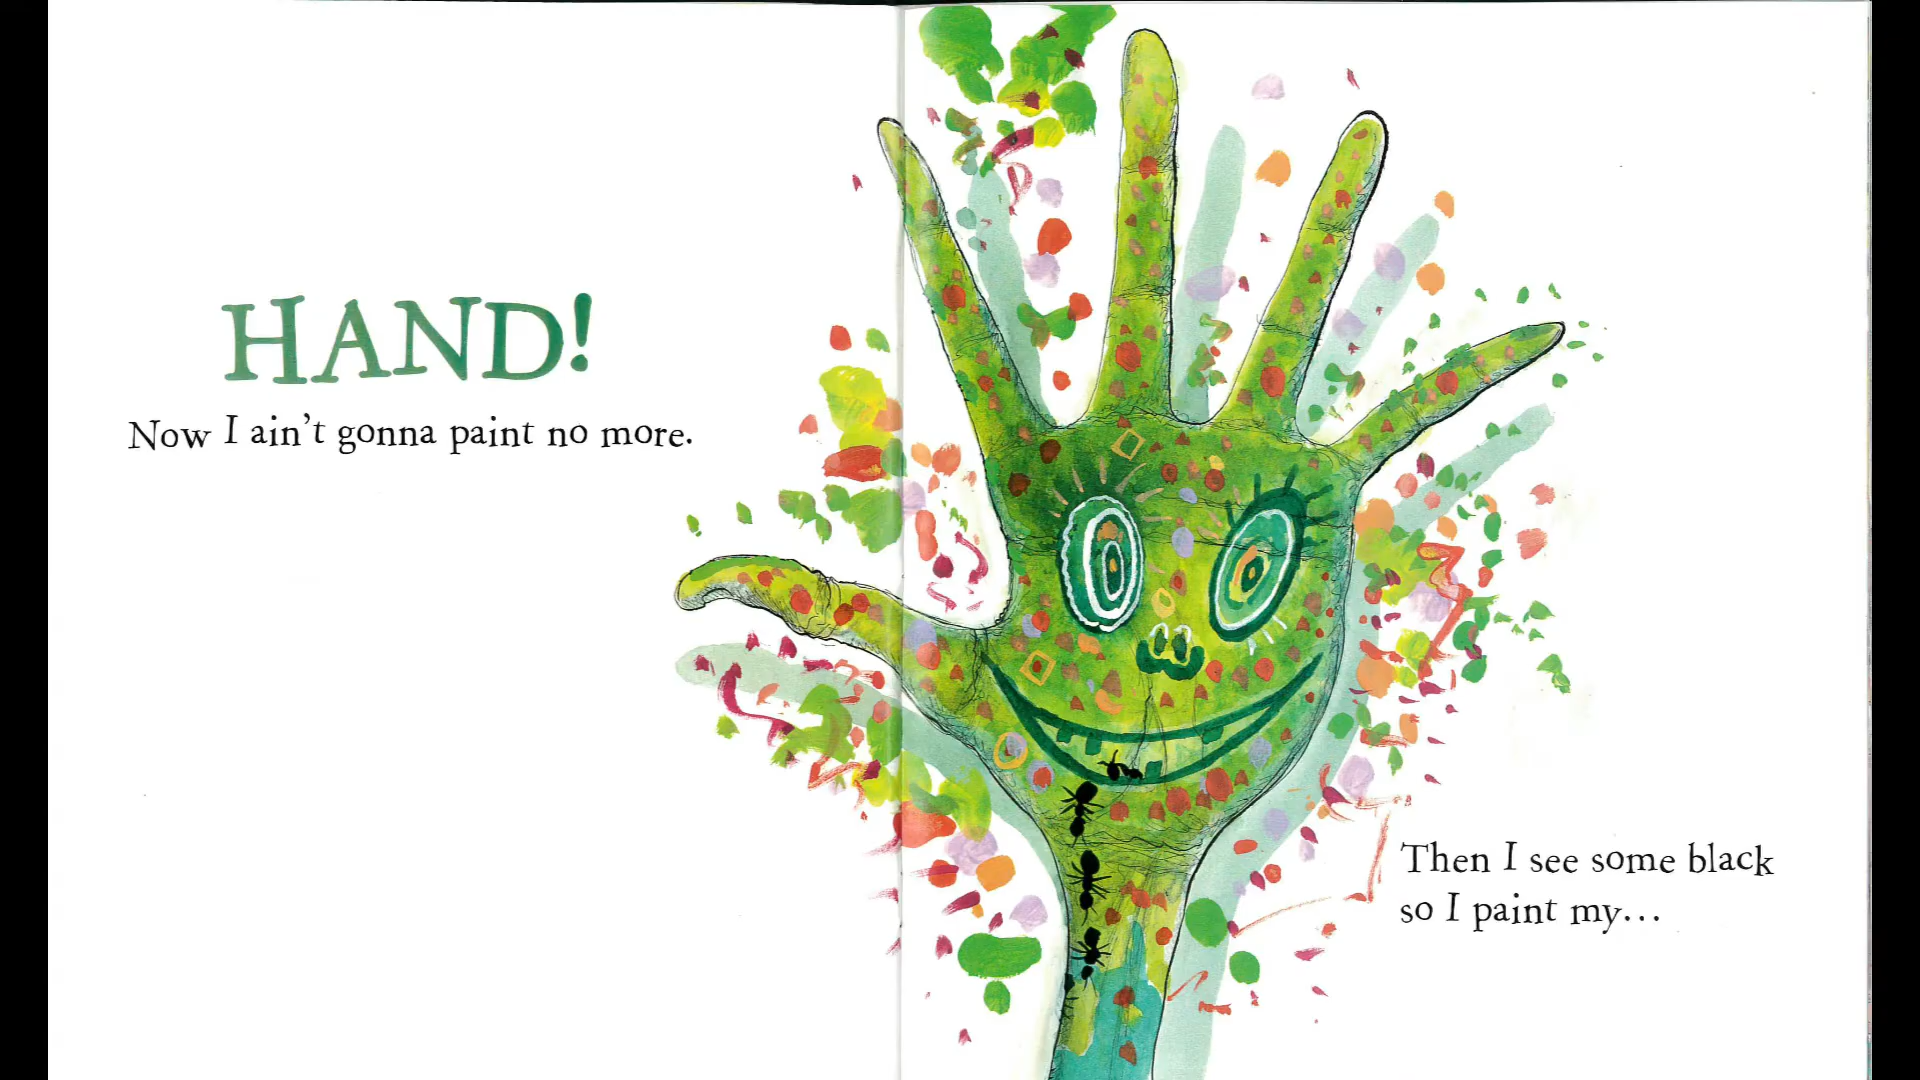 HAND!
Now I ain't gonna paint no more.
Then I see some black
so I paint my...